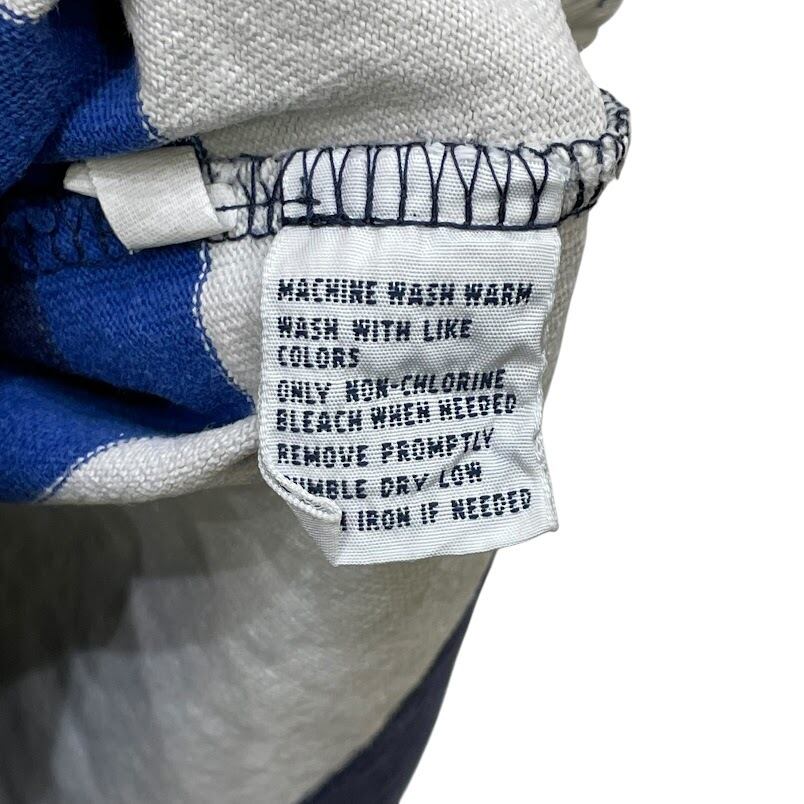 MACHINE WASH WARM
WASH WITH LIKE
COLORS
ONLY NON-CHLORINE
BLEACH WHEN NEEDED
REMOVE PROMPTLY
TUMBLE DRY LOW
IRON IF NEEDED